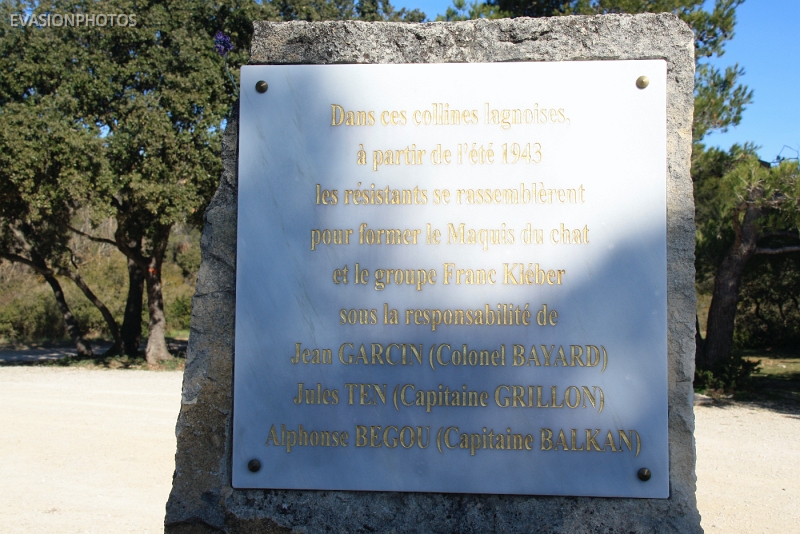 EVASIONPHOTOS
Dans ces collines lagnoises,
à partir de l'été 1943
les résistants se rassemblèrent
pour former le Maquis du chat
et le groupe Franc Kléber
sous la responsabilité de
Jean GARCIN (Colonel BAYARD)
Jules TEN (Capitaine GRILLON)
Alphonse BEGOU (Capitaine BALKAN)